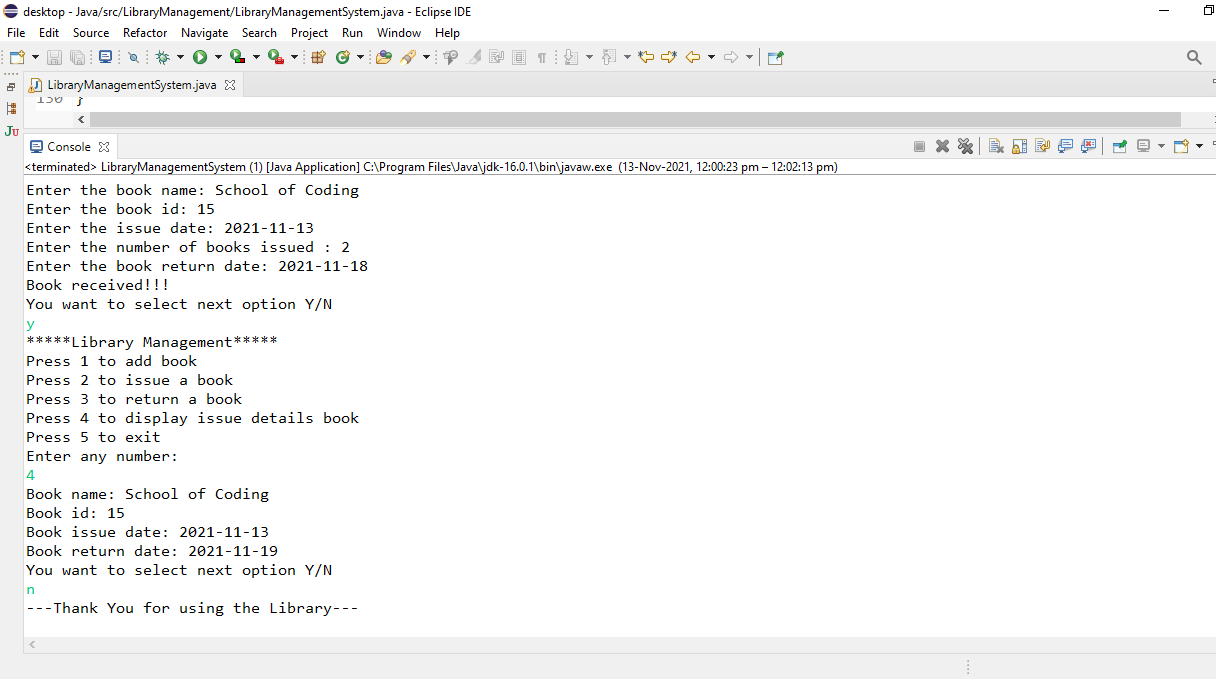 desktop - Java/src/LibraryManagement/LibraryManagementSystem.java - Eclipse IDE
File Edit Source Refactor Navigate Search Project Run Window Help
LibraryManagementSystem.java
130 }
Ju
Console
<terminated> LibraryManagementSystem (1) [Java Application] C:\Program Files\Java\jdk-16.0.1\bin\javaw.exe (13-Nov-2021, 12:00:23 pm – 12:02:13 pm)
Enter the book name: School of Coding
Enter the book id: 15
Enter the issue date: 2021-11-13
Enter the number of books issued : 2
Enter the book return date: 2021-11-18
Book received!!!
You want to select next option Y/N
y
*****Library Management*****
Press 1 to add book
Press 2 to issue a book
Press 3 to return a book
Press 4 to display issue details book
Press 5 to exit
Enter any number:
4
Book name: School of Coding
Book id: 15
Book issue date: 2021-11-13
Book return date: 2021-11-19
You want to select next option Y/N
n
---Thank You for using the Library---